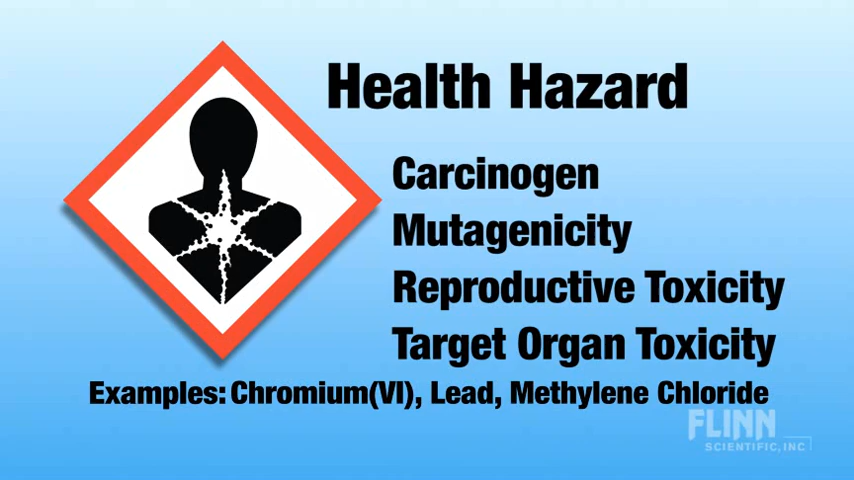 Health Hazard
Carcinogen
Mutagenicity
Reproductive Toxicity
Target Organ Toxicity
Examples: Chromium(VI), Lead, Methylene Chloride
FLINN
SCIENTIFIC, INC